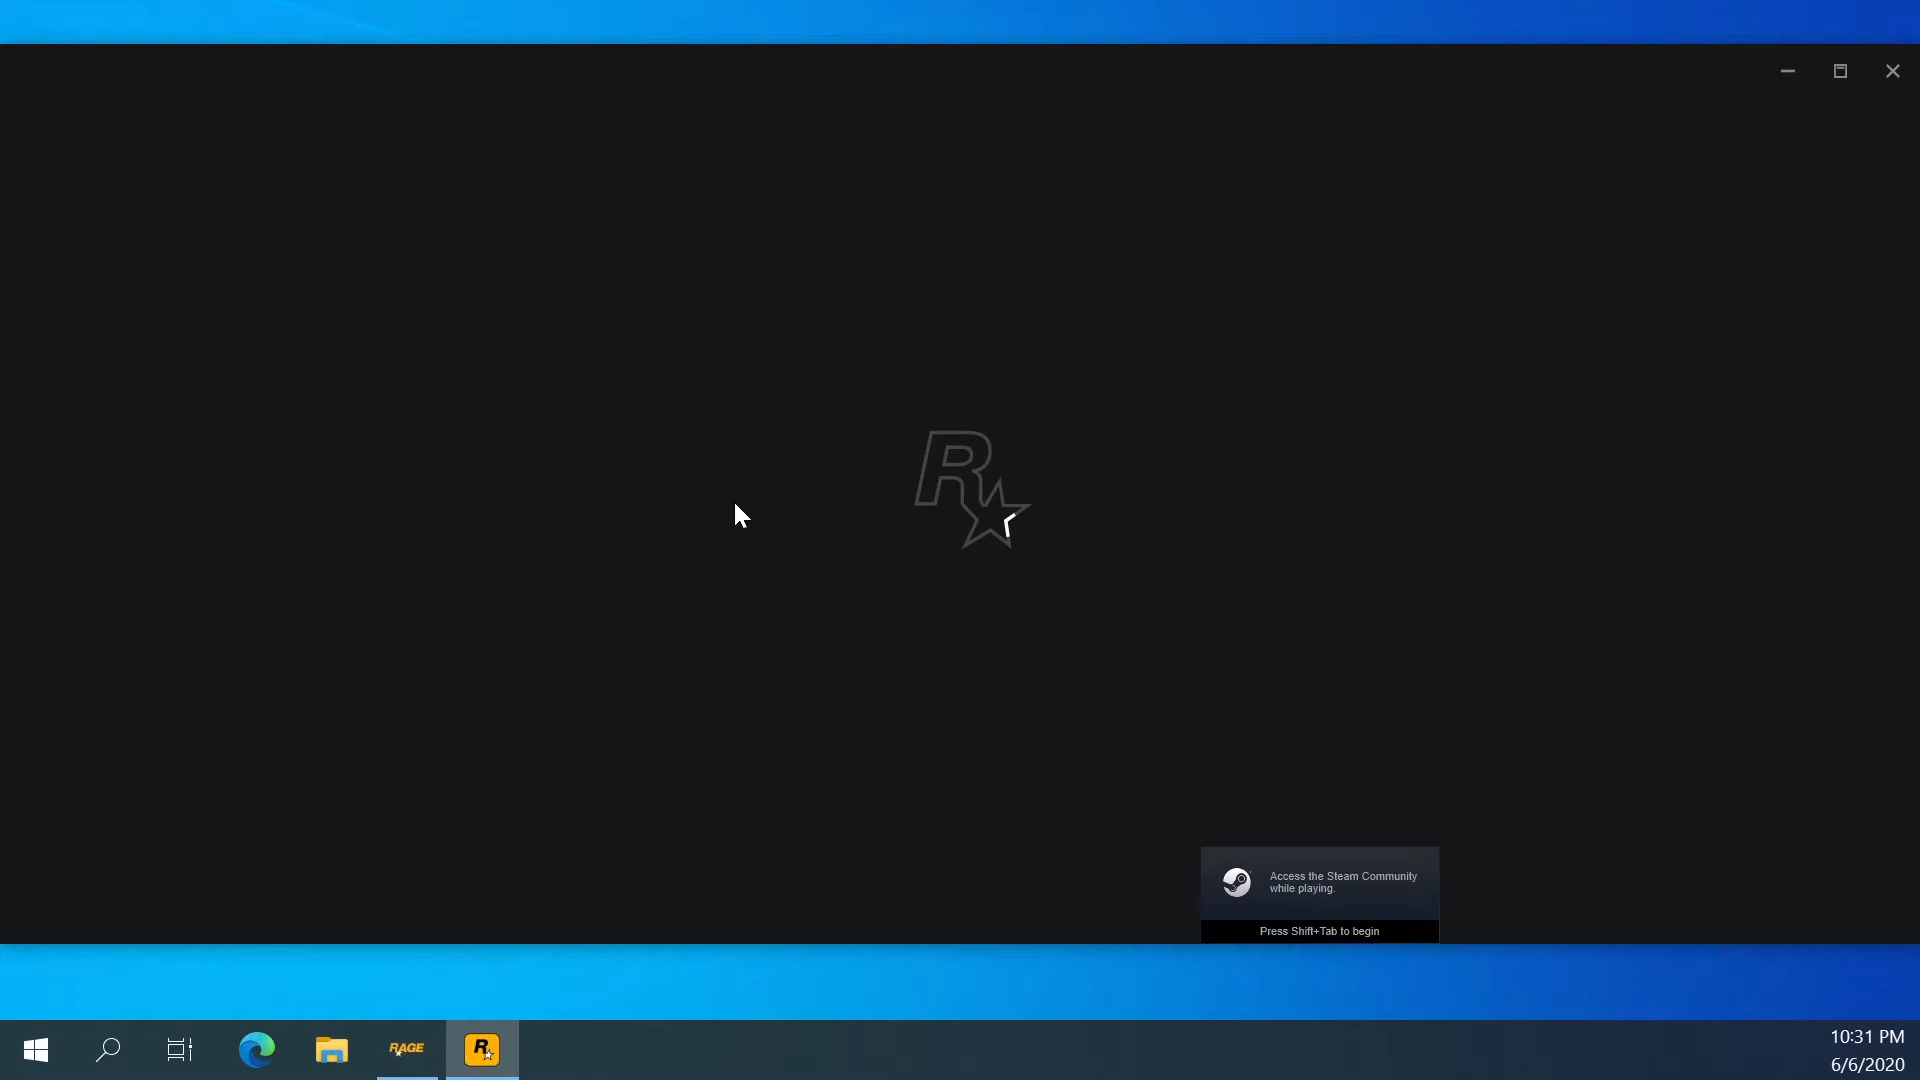 R
Access the Steam Community
while playing.
Press Shift+Tab to begin
RAGE
R
10:31 PM
6/6/2020